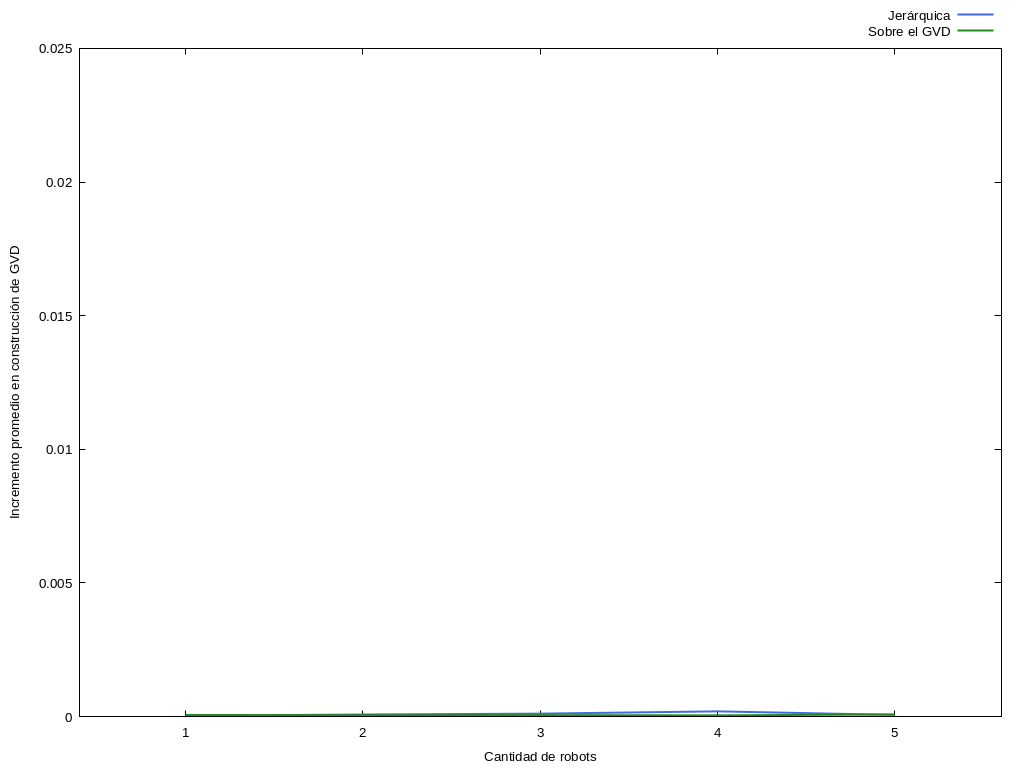 Jerárquica
Sobre el GVD
0.025
0.02
0.015
0.01
0.005
0
Incremento promedio en construcción de GVD
1 2 3 4 5
Cantidad de robots